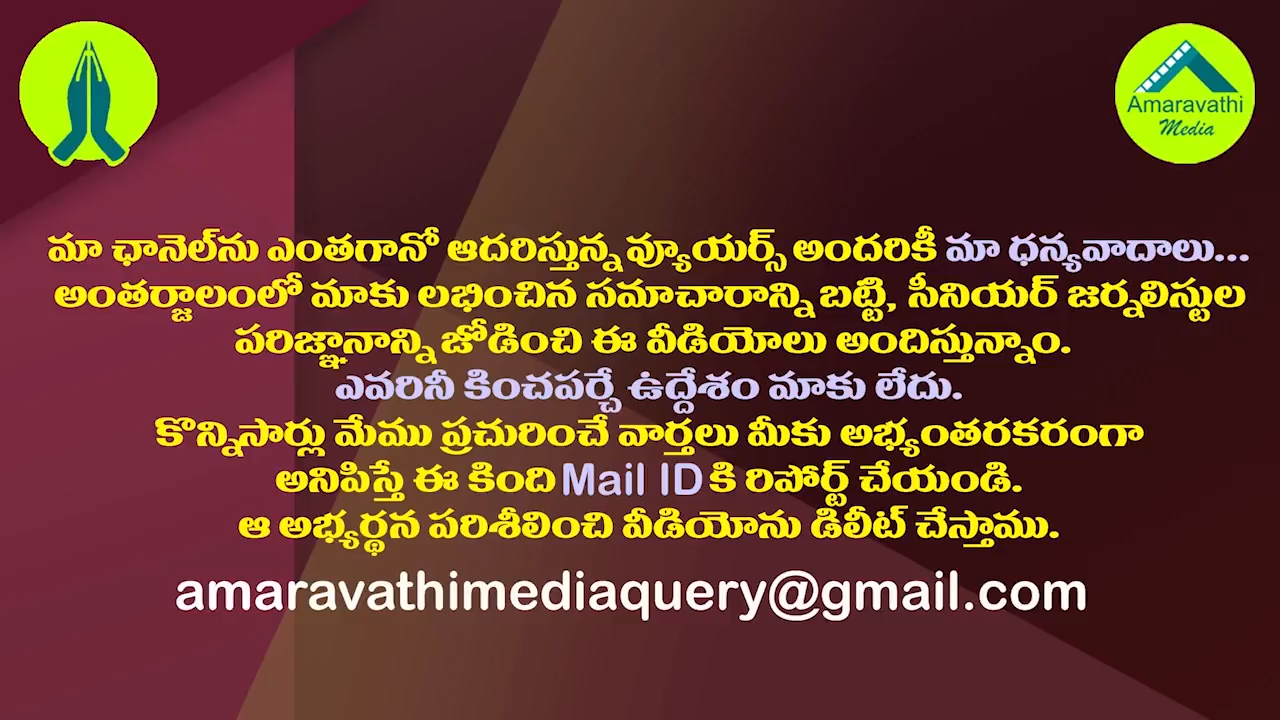 Amaravathi
Media
మా ఛానెల్‌ను ఎంతగానో ఆదరిస్తున్న వ్యూయర్స్ అందరికీ మా ధన్యవాదాలు...
అంతర్జాలంలో మాకు లభించిన సమాచారాన్ని బట్టి, సీనియర్ జర్నలిస్టుల
పరిజ్ఞానాన్ని జోడించి ఈ వీడియోలు అందిస్తున్నాం.
ఎవరినీ కించపర్చే ఉద్దేశం మాకు లేదు.
కొన్నిసార్లు మేము ప్రచురించే వార్తలు మీకు అభ్యంతరకరంగా
అనిపిస్తే ఈ కింది Mail ID కి రిపోర్ట్ చేయండి.
ఆ అభ్యర్థన పరిశీలించి వీడియోను డిలీట్ చేస్తాము.
amaravathimediaquery@gmail.com